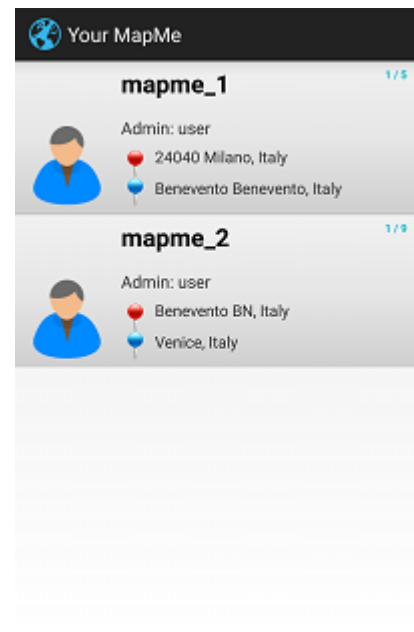 Your MapMe
mapme_1
1/5
Admin: user
24040 Milano, Italy
Benevento Benevento, Italy
mapme_2
1/9
Admin: user
Benevento BN, Italy
Venice, Italy